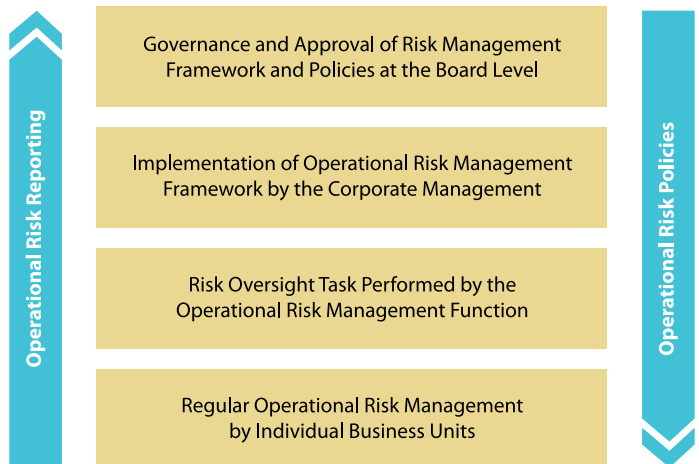 Operational Risk Reporting
Governance and Approval of Risk Management
Framework and Policies at the Board Level
Implementation of Operational Risk Management
Framework by the Corporate Management
Risk Oversight Task Performed by the
Operational Risk Management Function
Regular Operational Risk Management
by Individual Business Units
Operational Risk Policies